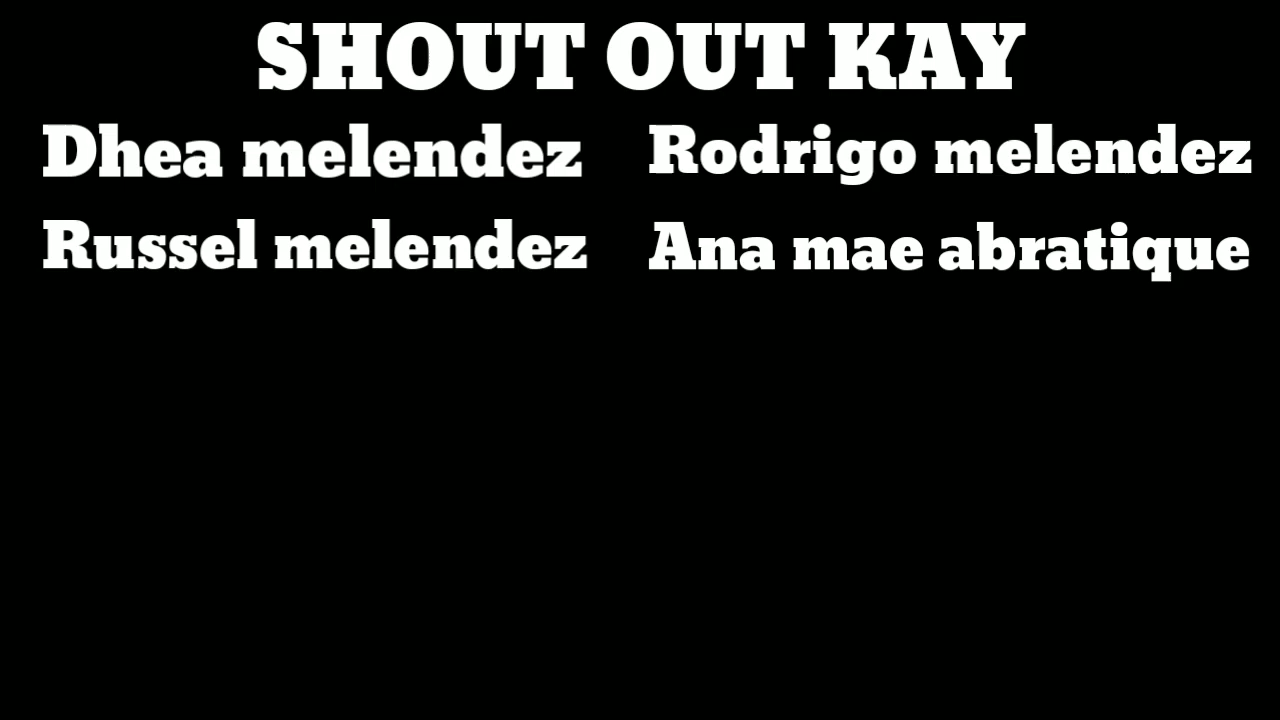 SHOUT OUT KAY
Dhea melendez
Rodrigo melendez
Russel melendez
Ana mae abratique